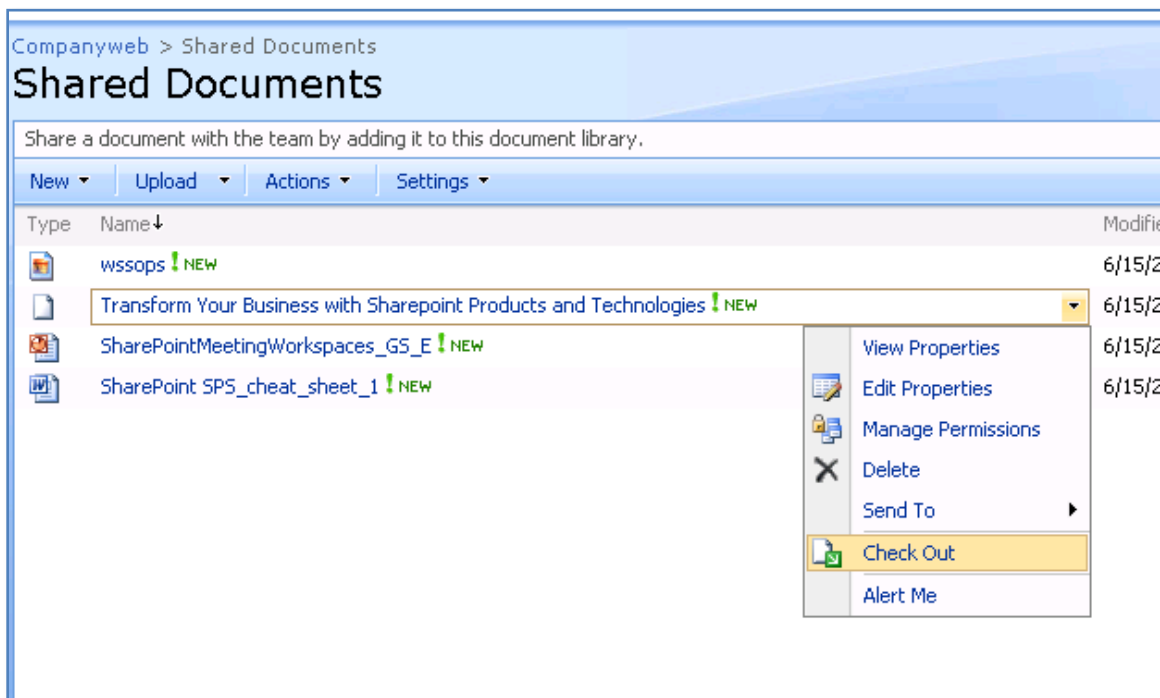 Companyweb > Shared Documents
Shared Documents
Share a document with the team by adding it to this document library.
New Upload Actions Settings
Type Name Modifie
wssops ! NEW 6/15/2
Transform Your Business with Sharepoint Products and Technologies ! NEW 6/15/2
SharePointMeetingWorkspaces_GS_E ! NEW 6/15/2
SharePoint SPS_cheat_sheet_1 ! NEW 6/15/2
View Properties
Edit Properties
Manage Permissions
Delete
Send To
Check Out
Alert Me